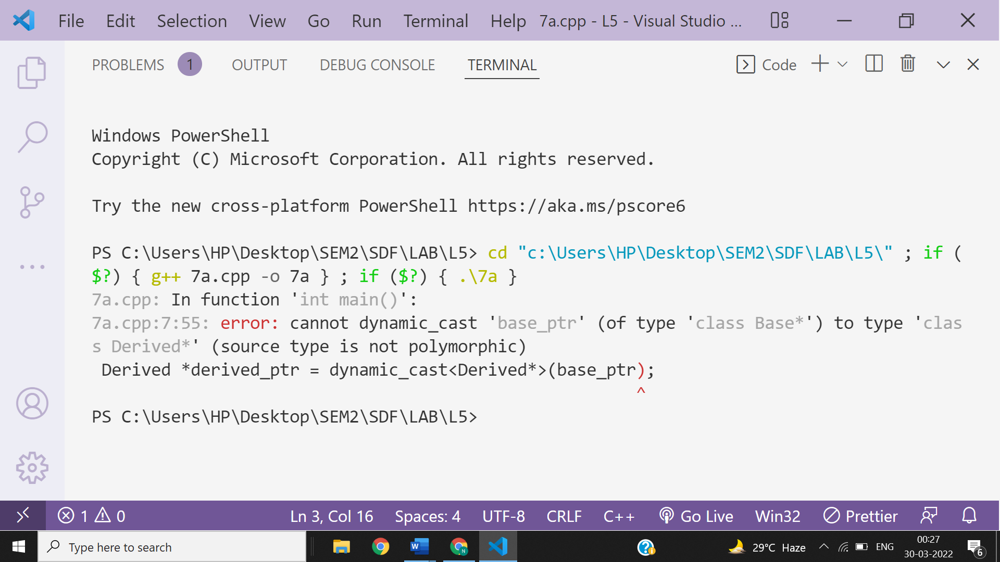 File Edit Selection View Go Run Terminal Help 7a.cpp - L5 - Visual Studio ...
PROBLEMS 1 OUTPUT DEBUG CONSOLE TERMINAL Code
Windows PowerShell
Copyright (C) Microsoft Corporation. All rights reserved.
Try the new cross-platform PowerShell https://aka.ms/pscore6
PS C:\Users\HP\Desktop\SEM2\SDF\LAB\L5> cd "c:\Users\HP\Desktop\SEM2\SDF\LAB\L5\" ; if (
$?) { g++ 7a.cpp -o 7a } ; if ($?) { .\7a }
7a.cpp: In function 'int main()':
7a.cpp:7:55: error: cannot dynamic_cast 'base_ptr' (of type 'class Base*') to type 'clas
s Derived*' (source type is not polymorphic)
Derived *derived_ptr = dynamic_cast<Derived*>(base_ptr);
^
PS C:\Users\HP\Desktop\SEM2\SDF\LAB\L5>
1 0 Ln 3, Col 16 Spaces: 4 UTF-8 CRLF C++ Go Live Win32 Prettier
Type here to search W N 29°C Haze ENG 00:27
30-03-2022 6